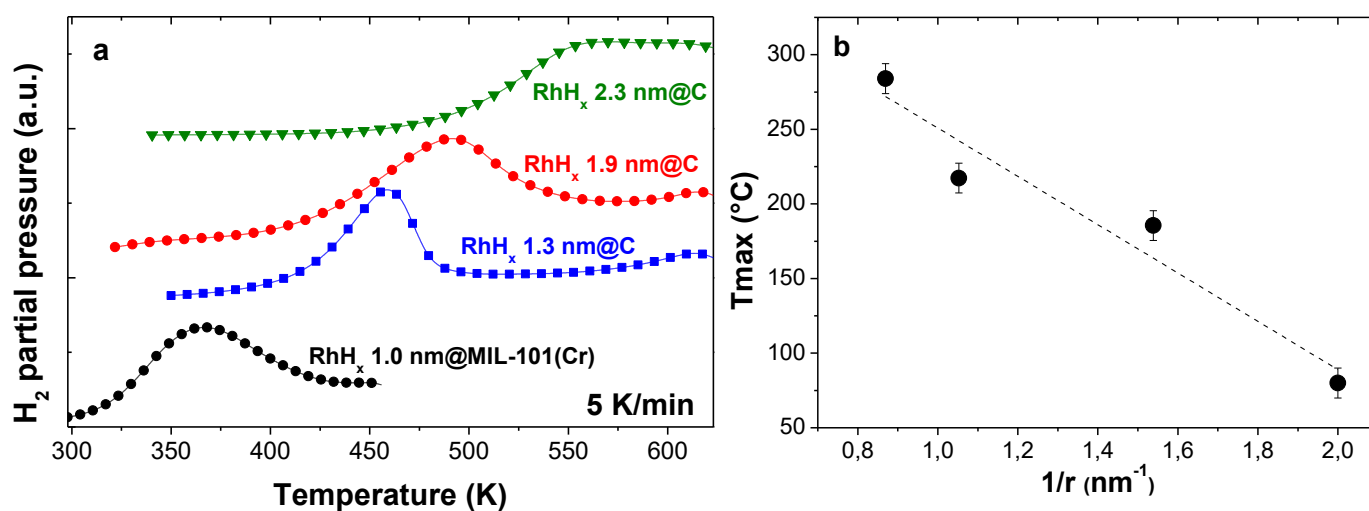 a
H₂ partial pressure (a.u.)
RhHₓ 2.3 nm@C
RhHₓ 1.9 nm@C
RhHₓ 1.3 nm@C
RhHₓ 1.0 nm@MIL-101(Cr)
5 K/min
300 350 400 450 500 550 600
Temperature (K)
b
Tmax (°C)
300
250
200
150
100
50
0,8 1,0 1,2 1,4 1,6 1,8 2,0
1/r (nm⁻¹)